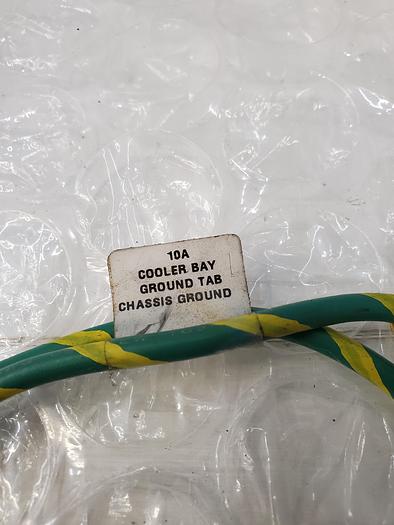 10A
COOLER BAY
GROUND TAB
CHASSIS GROUND